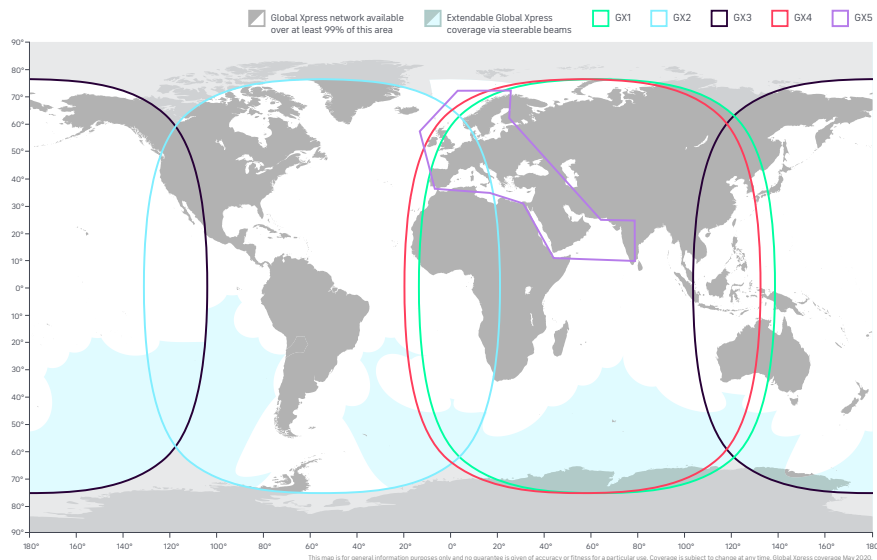 Global Xpress network available
over at least 99% of this area
Extendable Global Xpress
coverage via steerable beams
GX1
GX2
GX3
GX4
GX5
90°
80°
70°
60°
50°
40°
30°
20°
10°
0°
10°
20°
30°
40°
50°
60°
70°
80°
90°
180° 160° 140° 120° 100° 80° 60° 40° 20° 0° 20° 40° 60° 80° 100° 120° 140° 160° 180
This map is for general information purposes only and no guarantee is given of accuracy or fitness for a particular use. Coverage is subject to change at any time. Global Xpress coverage May 2020.